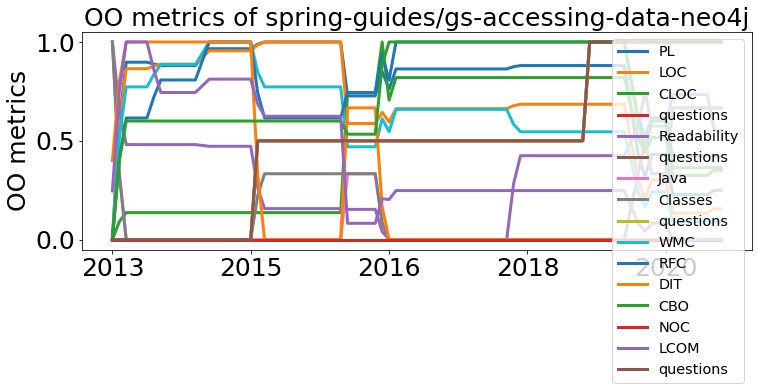 OO metrics of spring-guides/gs-accessing-data-neo4j
OO metrics
1.0
0.5
0.0
2013
2015
2016
2018
2020
PL
LOC
CLOC
questions
Readability
questions
Java
Classes
questions
WMC
RFC
DIT
CBO
NOC
LCOM
questions